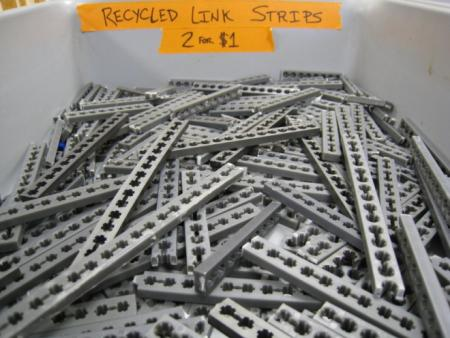 RECYCLED LINK STRIPS
2 FOR $1